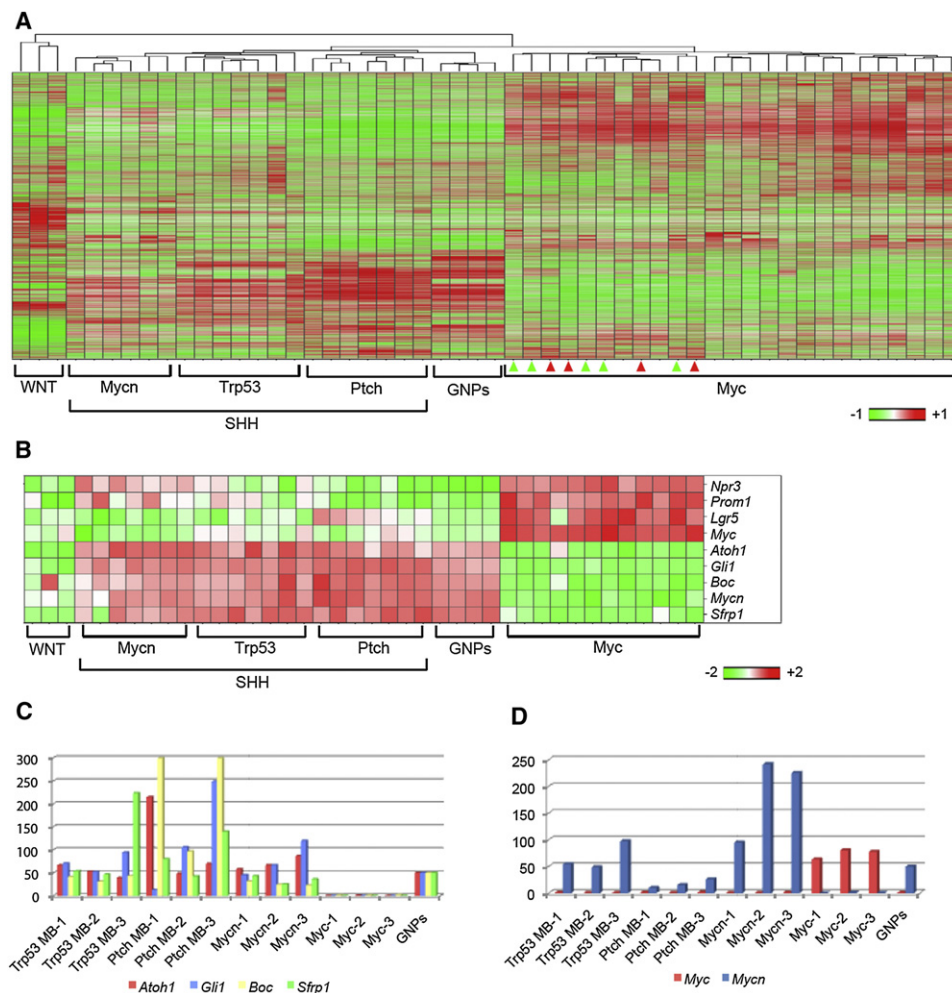 A
WNT
Mycn
Trp53
Ptch
GNPs
Myc
SHH
-1 +1
B
Npr3
Prom1
Lgr5
Myc
Atoh1
Gli1
Boc
Mycn
Sfrp1
WNT
Mycn
Trp53
Ptch
GNPs
Myc
SHH
-2 +2
C
300
250
200
150
100
50
0
Trp53 MB-1
Trp53 MB-2
Trp53 MB-3
Ptch MB-1
Ptch MB-2
Ptch MB-3
Mycn-1
Mycn-2
Mycn-3
Myc-1
Myc-2
Myc-3
GNPs
Atoh1 Gli1 Boc Sfrp1
D
250
200
150
100
50
0
Trp53 MB-1
Trp53 MB-2
Trp53 MB-3
Ptch MB-1
Ptch MB-2
Ptch MB-3
Mycn-1
Mycn-2
Mycn-3
Myc-1
Myc-2
Myc-3
GNPs
Myc Mycn